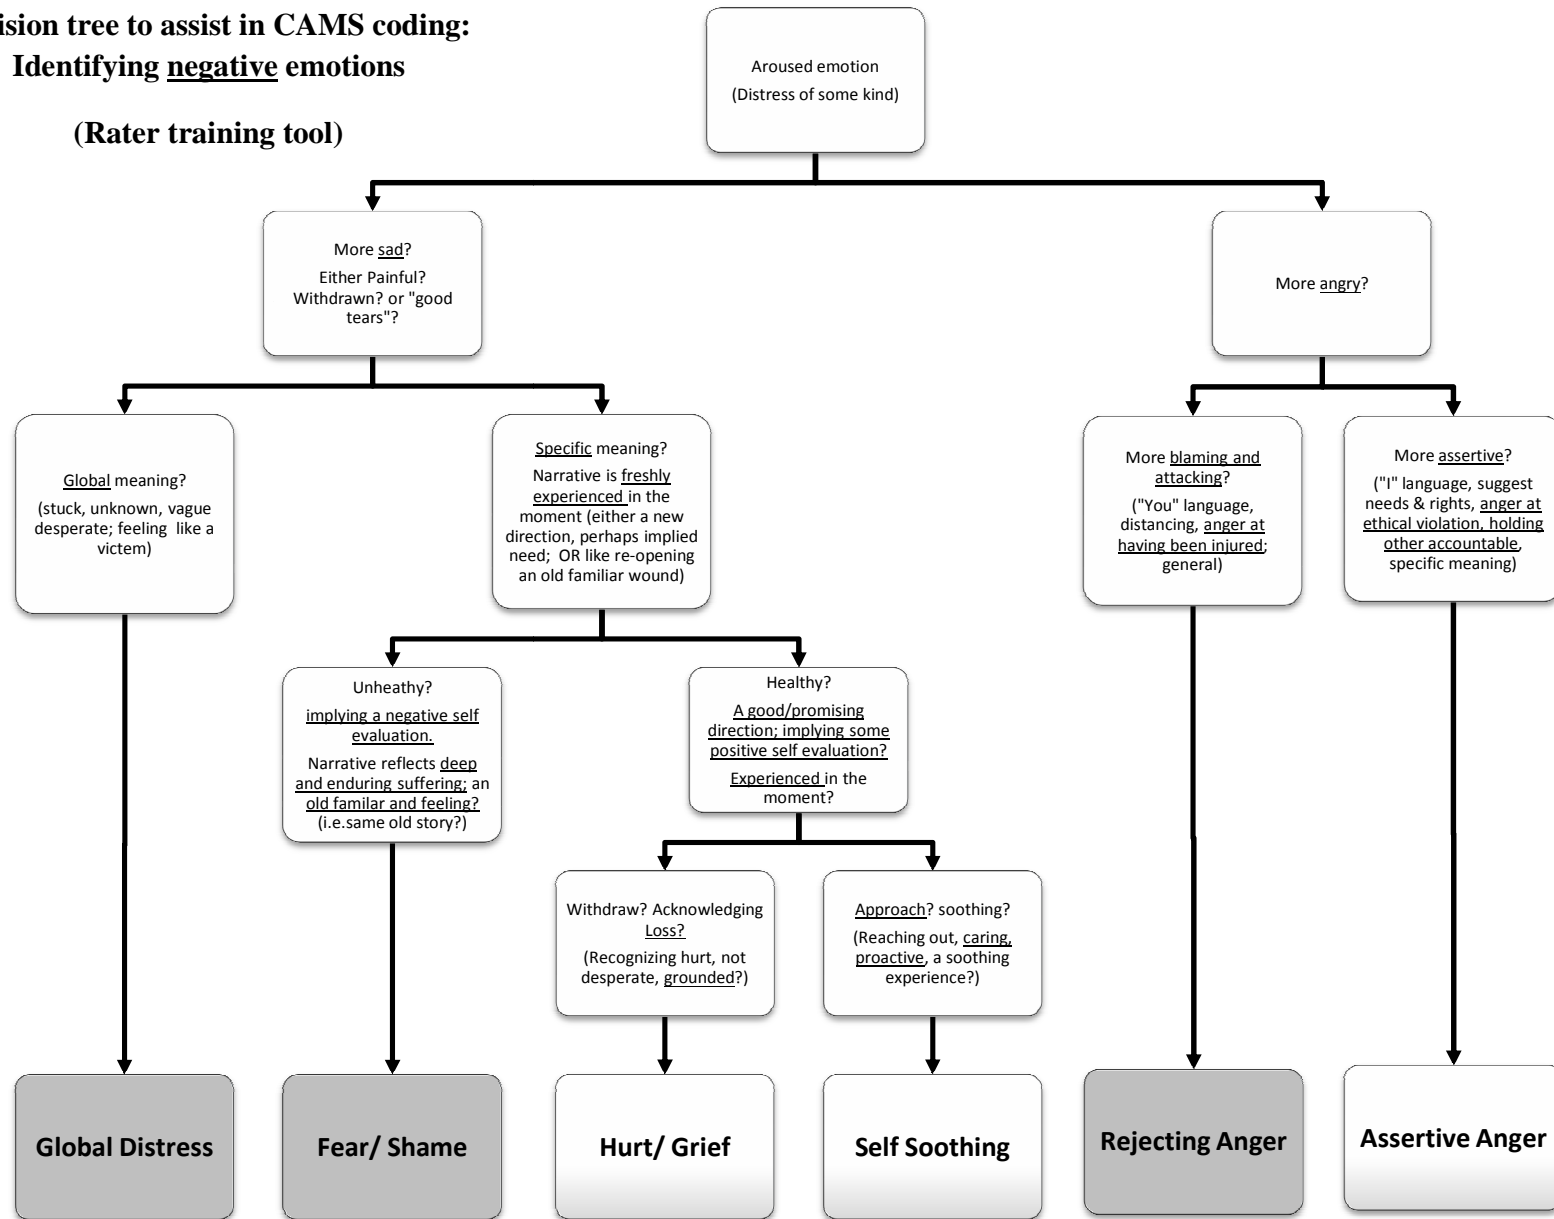 ision tree to assist in CAMS coding:
Identifying negative emotions
(Rater training tool)
Aroused emotion
(Distress of some kind)
More sad?
Either Painful?
Withdrawn? or "good
tears"?
More angry?
Global meaning?
(stuck, unknown, vague
desperate; feeling like a
victem)
Specific meaning?
Narrative is freshly
experienced in the
moment (either a new
direction, perhaps implied
need; OR like re-opening
an old familiar wound)
More blaming and
attacking?
("You" language,
distancing, anger at
having been injured;
general)
More assertive?
("I" language, suggest
needs & rights, anger at
ethical violation, holding
other accountable,
specific meaning)
Unheathy?
implying a negative self
evaluation.
Narrative reflects deep
and enduring suffering; an
old familar and feeling?
(i.e.same old story?)
Healthy?
A good/promising
direction; implying some
positive self evaluation?
Experienced in the
moment?
Withdraw? Acknowledging
Loss?
(Recognizing hurt, not
desperate, grounded?)
Approach? soothing?
(Reaching out, caring,
proactive, a soothing
experience?)
Global Distress
Fear/ Shame
Hurt/ Grief
Self Soothing
Rejecting Anger
Assertive Anger